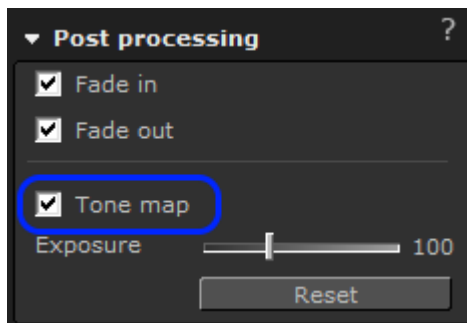 Post processing ?
Fade in
Fade out
Tone map
Exposure 100
Reset